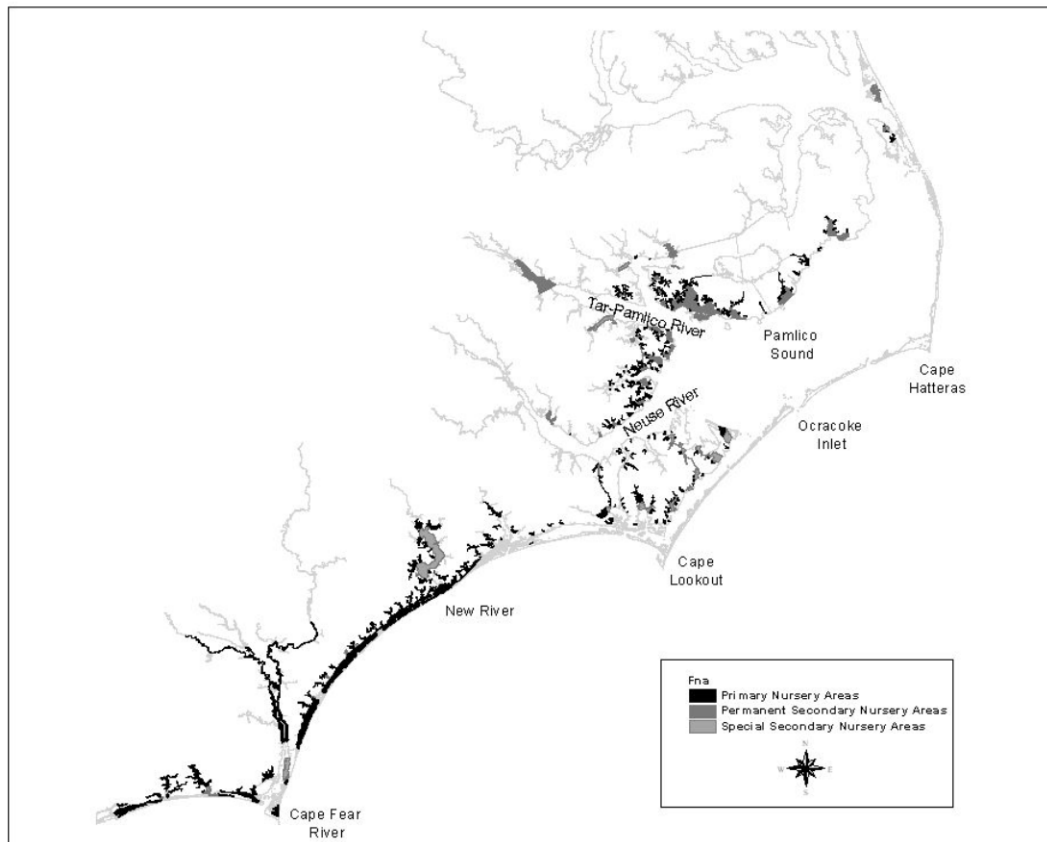 Tar-Pamlico River
Pamlico
Sound
Cape
Hatteras
Neuse River
Ocracoke
Inlet
Cape
Lookout
New River
Fna
Primary Nursery Areas
Permanent Secondary Nursery Areas
Special Secondary Nursery Areas
N
W
E
S
Cape Fear
River